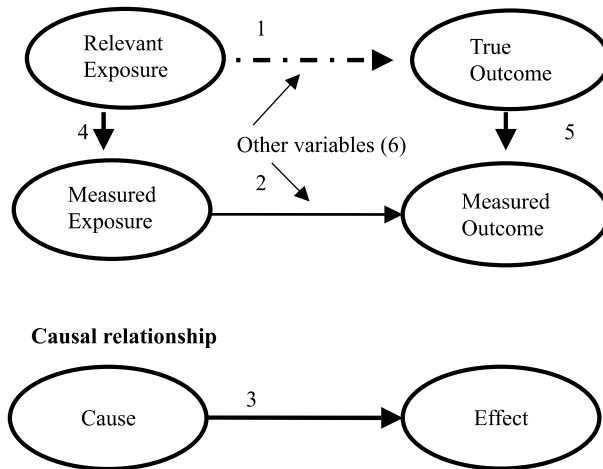 1
Relevant
Exposure
True
Outcome
4
5
Other variables (6)
2
Measured
Exposure
Measured
Outcome
Causal relationship
3
Cause
Effect